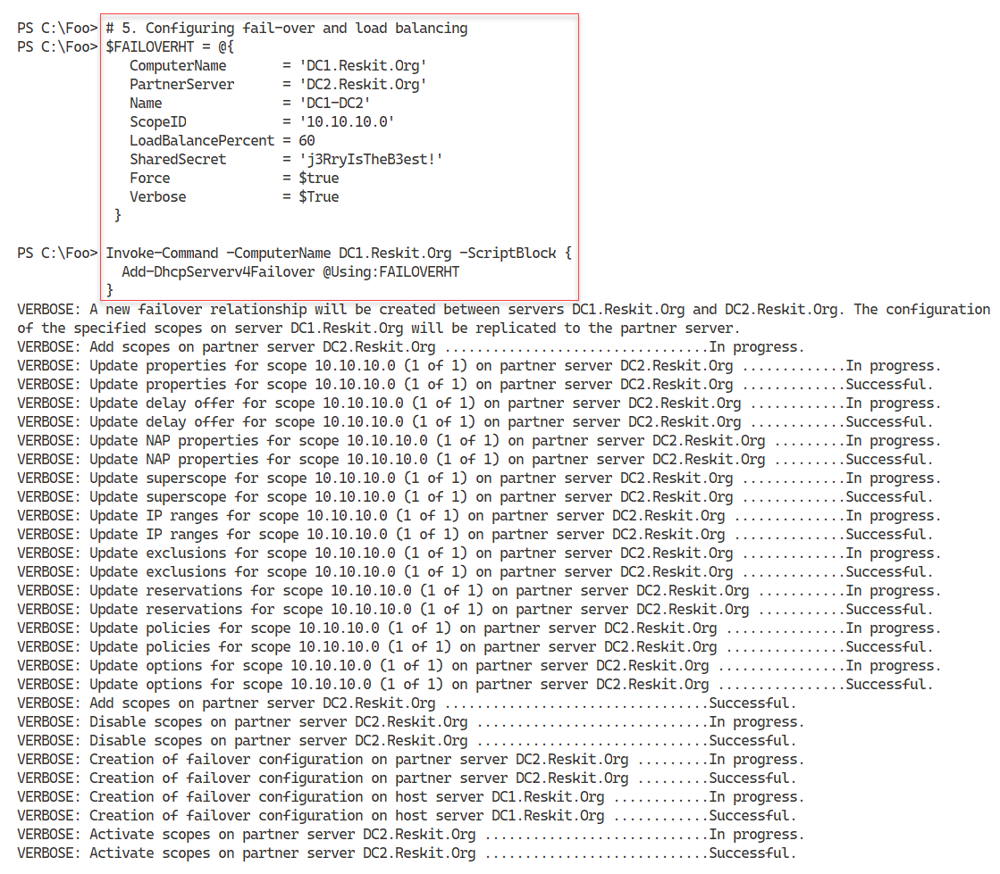 PS C:\Foo> # 5. Configuring fail-over and load balancing
PS C:\Foo> $FAILOVERHT = @{
ComputerName       = 'DC1.Reskit.Org'
PartnerServer      = 'DC2.Reskit.Org'
Name               = 'DC1-DC2'
ScopeID            = '10.10.10.0'
LoadBalancePercent = 60
SharedSecret       = 'j3RryIsTheB3est!'
Force              = $true
Verbose            = $True
}
PS C:\Foo> Invoke-Command -ComputerName DC1.Reskit.Org -ScriptBlock {
Add-DhcpServerv4Failover @Using:FAILOVERHT
}
VERBOSE: A new failover relationship will be created between servers DC1.Reskit.Org and DC2.Reskit.Org. The configuration
of the specified scopes on server DC1.Reskit.Org will be replicated to the partner server.
VERBOSE: Add scopes on partner server DC2.Reskit.Org .................................In progress.
VERBOSE: Update properties for scope 10.10.10.0 (1 of 1) on partner server DC2.Reskit.Org .............In progress.
VERBOSE: Update properties for scope 10.10.10.0 (1 of 1) on partner server DC2.Reskit.Org .............Successful.
VERBOSE: Update delay offer for scope 10.10.10.0 (1 of 1) on partner server DC2.Reskit.Org ............In progress.
VERBOSE: Update delay offer for scope 10.10.10.0 (1 of 1) on partner server DC2.Reskit.Org ............Successful.
VERBOSE: Update NAP properties for scope 10.10.10.0 (1 of 1) on partner server DC2.Reskit.Org .........In progress.
VERBOSE: Update NAP properties for scope 10.10.10.0 (1 of 1) on partner server DC2.Reskit.Org .........Successful.
VERBOSE: Update superscope for scope 10.10.10.0 (1 of 1) on partner server DC2.Reskit.Org .............In progress.
VERBOSE: Update superscope for scope 10.10.10.0 (1 of 1) on partner server DC2.Reskit.Org .............Successful.
VERBOSE: Update IP ranges for scope 10.10.10.0 (1 of 1) on partner server DC2.Reskit.Org ..............In progress.
VERBOSE: Update IP ranges for scope 10.10.10.0 (1 of 1) on partner server DC2.Reskit.Org ..............Successful.
VERBOSE: Update exclusions for scope 10.10.10.0 (1 of 1) on partner server DC2.Reskit.Org .............In progress.
VERBOSE: Update exclusions for scope 10.10.10.0 (1 of 1) on partner server DC2.Reskit.Org .............Successful.
VERBOSE: Update reservations for scope 10.10.10.0 (1 of 1) on partner server DC2.Reskit.Org ...........In progress.
VERBOSE: Update reservations for scope 10.10.10.0 (1 of 1) on partner server DC2.Reskit.Org ...........Successful.
VERBOSE: Update policies for scope 10.10.10.0 (1 of 1) on partner server DC2.Reskit.Org ...............In progress.
VERBOSE: Update policies for scope 10.10.10.0 (1 of 1) on partner server DC2.Reskit.Org ...............Successful.
VERBOSE: Update options for scope 10.10.10.0 (1 of 1) on partner server DC2.Reskit.Org ................In progress.
VERBOSE: Update options for scope 10.10.10.0 (1 of 1) on partner server DC2.Reskit.Org ................Successful.
VERBOSE: Add scopes on partner server DC2.Reskit.Org .................................Successful.
VERBOSE: Disable scopes on partner server DC2.Reskit.Org .............................In progress.
VERBOSE: Disable scopes on partner server DC2.Reskit.Org .............................Successful.
VERBOSE: Creation of failover configuration on partner server DC2.Reskit.Org .........In progress.
VERBOSE: Creation of failover configuration on partner server DC2.Reskit.Org .........Successful.
VERBOSE: Creation of failover configuration on host server DC1.Reskit.Org ............In progress.
VERBOSE: Creation of failover configuration on host server DC1.Reskit.Org ............Successful.
VERBOSE: Activate scopes on partner server DC2.Reskit.Org ............................In progress.
VERBOSE: Activate scopes on partner server DC2.Reskit.Org ............................Successful.